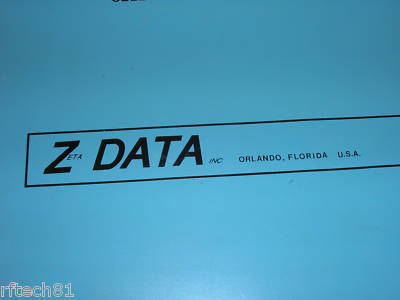 ZETA DATA INC ORLANDO, FLORIDA U.S.A.
rftech81